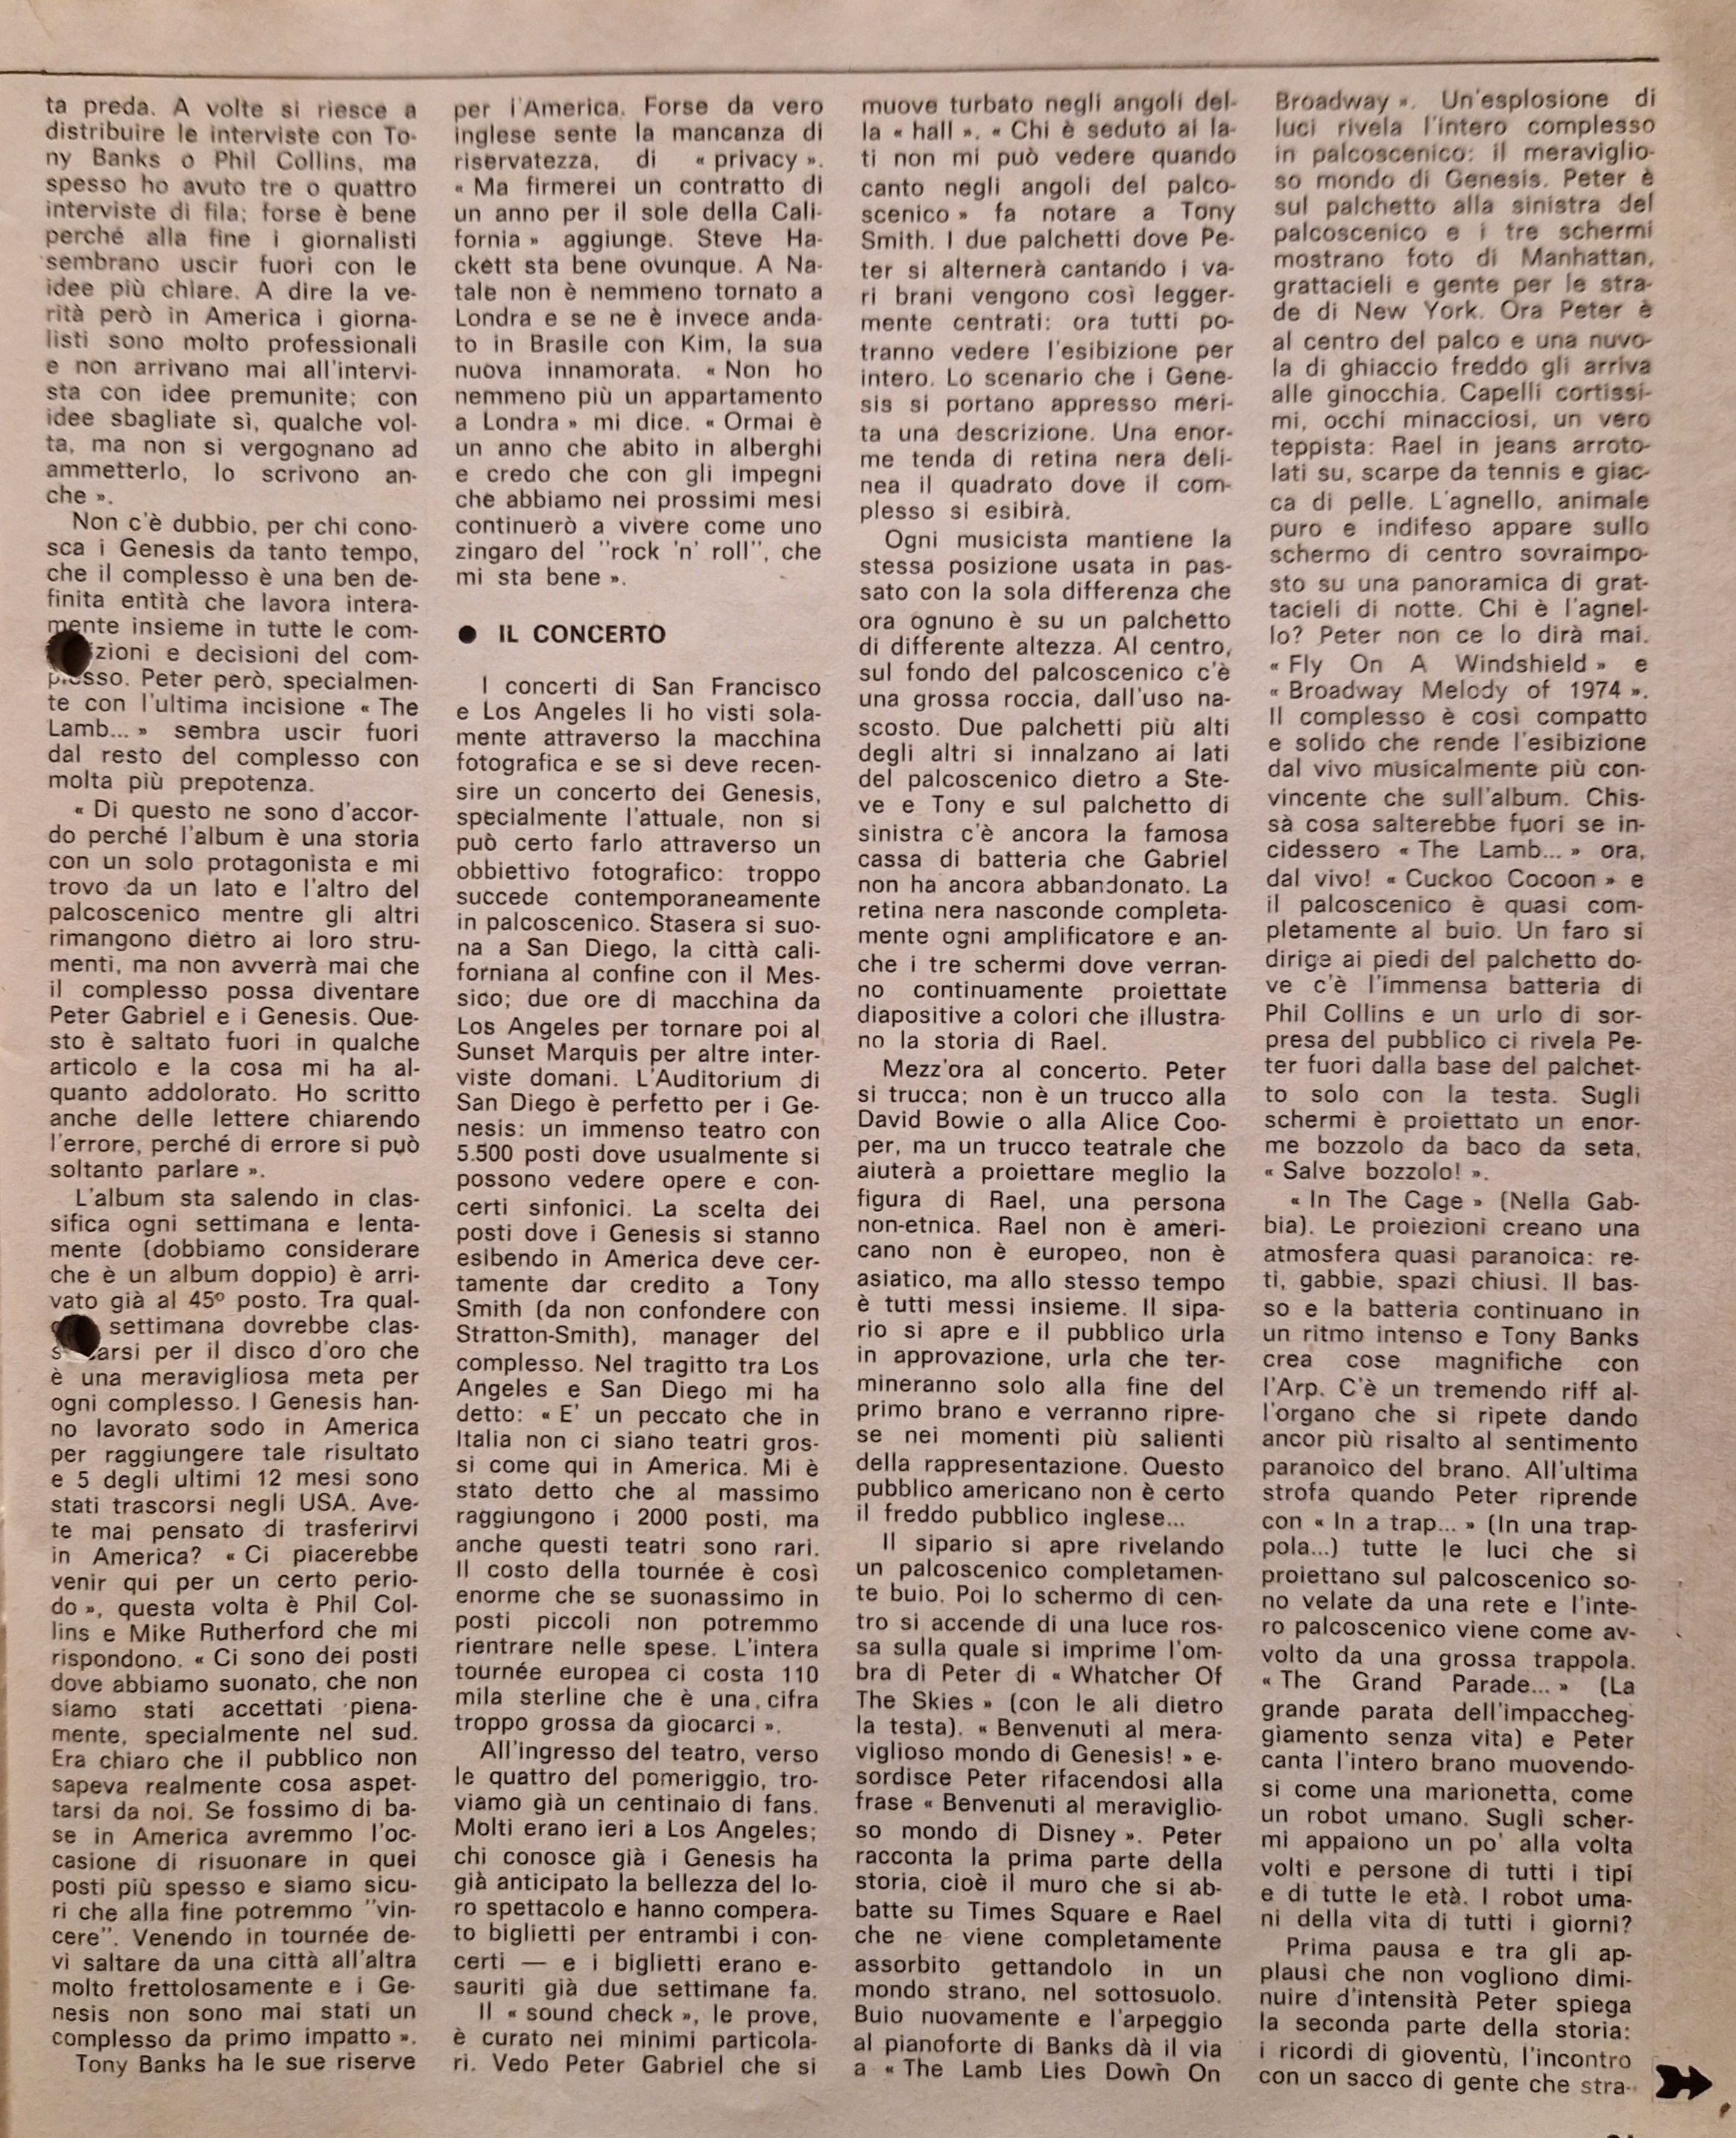 ta preda. A volte si riesce a
distribuire le interviste con To-
ny Banks o Phil Collins, ma
spesso ho avuto tre o quattro
interviste di fila; forse è bene
perché alla fine i giornalisti
sembrano uscir fuori con le
idee più chiare. A dire la ve-
rità però in America i giorna-
listi sono molto professionali
e non arrivano mai all'intervi-
sta con idee premunite; con
idee sbagliate sì, qualche vol-
ta, ma non si vergognano ad
ammetterlo, lo scrivono an-
che ».
Non c'è dubbio, per chi cono-
sca i Genesis da tanto tempo,
che il complesso è una ben de-
finita entità che lavora intera-
mente insieme in tutte le com-
izioni e decisioni del com-
plesso. Peter però, specialmen-
te con l'ultima incisione « The
Lamb... » sembra uscir fuori
dal resto del complesso con
molta più prepotenza.
« Di questo ne sono d'accor-
do perché l'album è una storia
con un solo protagonista e mi
trovo da un lato e l'altro del
palcoscenico mentre gli altri
rimangono dietro ai loro stru-
menti, ma non avverrà mai che
il complesso possa diventare
Peter Gabriel e i Genesis. Que-
sto è saltato fuori in qualche
articolo e la cosa mi ha al-
quanto addolorato. Ho scritto
anche delle lettere chiarendo
l'errore, perché di errore si può
soltanto parlare ».
L'album sta salendo in clas-
sifica ogni settimana e lenta-
mente (dobbiamo considerare
che è un album doppio) è arri-
vato già al 45º posto. Tra qual-
settimana dovrebbe clas-
arsi per il disco d'oro che
è una meravigliosa meta per
ogni complesso. I Genesis han-
no lavorato sodo in America
per raggiungere tale risultato
e 5 degli ultimi 12 mesi sono
stati trascorsi negli USA. Ave-
te mai pensato di trasferirvi
in America? « Ci piacerebbe
venir qui per un certo perio-
do », questa volta è Phil Col-
lins e Mike Rutherford che mi
rispondono. « Ci sono dei posti
dove abbiamo suonato, che non
siamo stati accettati piena-
mente, specialmente nel sud.
Era chiaro che il pubblico non
sapeva realmente cosa aspet-
tarsi da noi. Se fossimo di ba-
se in America avremmo l'oc-
casione di risuonare in quei
posti più spesso e siamo sicu-
ri che alla fine potremmo "vin-
cere". Venendo in tournée de-
vi saltare da una città all'altra
molto frettolosamente e i Ge-
nesis non sono mai stati un
complesso da primo impatto ».
Tony Banks ha le sue riserve
per l'America. Forse da vero
inglese sente la mancanza di
riservatezza, di « privacy ».
« Ma firmerei un contratto di
un anno per il sole della Cali-
fornia » aggiunge. Steve Ha-
ckett sta bene ovunque. A Na-
tale non è nemmeno tornato a
Londra e se ne è invece anda-
to in Brasile con Kim, la sua
nuova innamorata. « Non ho
nemmeno più un appartamento
a Londra » mi dice. « Ormai è
un anno che abito in alberghi
e credo che con gli impegni
che abbiamo nei prossimi mesi
continuerò a vivere come uno
zingaro del "rock 'n' roll", che
mi sta bene ».
● IL CONCERTO
I concerti di San Francisco
e Los Angeles li ho visti sola-
mente attraverso la macchina
fotografica e se si deve recen-
sire un concerto dei Genesis,
specialmente l'attuale, non si
può certo farlo attraverso un
obbiettivo fotografico: troppo
succede contemporaneamente
in palcoscenico. Stasera si suo-
na a San Diego, la città cali-
forniana al confine con il Mes-
sico; due ore di macchina da
Los Angeles per tornare poi al
Sunset Marquis per altre inter-
viste domani. L'Auditorium di
San Diego è perfetto per i Ge-
nesis: un immenso teatro con
5.500 posti dove usualmente si
possono vedere opere e con-
certi sinfonici. La scelta dei
posti dove i Genesis si stanno
esibendo in America deve cer-
tamente dar credito a Tony
Smith (da non confondere con
Stratton-Smith), manager del
complesso. Nel tragitto tra Los
Angeles e San Diego mi ha
detto: « E' un peccato che in
Italia non ci siano teatri gros-
si come qui in America. Mi è
stato detto che al massimo
raggiungono i 2000 posti, ma
anche questi teatri sono rari.
Il costo della tournée è così
enorme che se suonassimo in
posti piccoli non potremmo
rientrare nelle spese. L'intera
tournée europea ci costa 110
mila sterline che è una cifra
troppo grossa da giocarci ».
All'ingresso del teatro, verso
le quattro del pomeriggio, tro-
viamo già un centinaio di fans.
Molti erano ieri a Los Angeles;
chi conosce già i Genesis ha
già anticipato la bellezza del lo-
ro spettacolo e hanno compera-
to biglietti per entrambi i con-
certi — e i biglietti erano e-
sauriti già due settimane fa.
Il « sound check », le prove,
è curato nei minimi particola-
ri. Vedo Peter Gabriel che si
muove turbato negli angoli del-
la « hall ». « Chi è seduto ai la-
ti non mi può vedere quando
canto negli angoli del palco-
scenico » fa notare a Tony
Smith. I due palchetti dove Pe-
ter si alternerà cantando i va-
ri brani vengono così legger-
mente centrati: ora tutti po-
tranno vedere l'esibizione per
intero. Lo scenario che i Gene-
sis si portano appresso meri-
ta una descrizione. Una enor-
me tenda di retina nera deli-
nea il quadrato dove il com-
plesso si esibirà.
Ogni musicista mantiene la
stessa posizione usata in pas-
sato con la sola differenza che
ora ognuno è su un palchetto
di differente altezza. Al centro,
sul fondo del palcoscenico c'è
una grossa roccia, dall'uso na-
scosto. Due palchetti più alti
degli altri si innalzano ai lati
del palcoscenico dietro a Ste-
ve e Tony e sul palchetto di
sinistra c'è ancora la famosa
cassa di batteria che Gabriel
non ha ancora abbandonato. La
retina nera nasconde completa-
mente ogni amplificatore e an-
che i tre schermi dove verran-
no continuamente proiettate
diapositive a colori che illustra-
no la storia di Rael.
Mezz'ora al concerto. Peter
si trucca; non è un trucco alla
David Bowie o alla Alice Coo-
per, ma un trucco teatrale che
aiuterà a proiettare meglio la
figura di Rael, una persona
non-etnica. Rael non è ameri-
cano non è europeo, non è
asiatico, ma allo stesso tempo
è tutti messi insieme. Il sipa-
rio si apre e il pubblico urla
in approvazione, urla che ter-
mineranno solo alla fine del
primo brano e verranno ripre-
se nei momenti più salienti
della rappresentazione. Questo
pubblico americano non è certo
il freddo pubblico inglese...
Il sipario si apre rivelando
un palcoscenico completamen-
te buio. Poi lo schermo di cen-
tro si accende di una luce ros-
sa sulla quale si imprime l'om-
bra di Peter di « Whatcher Of
The Skies » (con le ali dietro
la testa). « Benvenuti al mera-
viglioso mondo di Genesis! » e-
sordisce Peter rifacendosi alla
frase « Benvenuti al meraviglio-
so mondo di Disney ». Peter
racconta la prima parte della
storia, cioè il muro che si ab-
batte su Times Square e Rael
che ne viene completamente
assorbito gettandolo in un
mondo strano, nel sottosuolo.
Buio nuovamente e l'arpeggio
al pianoforte di Banks dà il via
a « The Lamb Lies Down On
Broadway ». Un'esplosione di
luci rivela l'intero complesso
in palcoscenico: il meraviglio-
so mondo di Genesis. Peter è
sul palchetto alla sinistra del
palcoscenico e i tre schermi
mostrano foto di Manhattan,
grattacieli e gente per le stra-
de di New York. Ora Peter è
al centro del palco e una nuvo-
la di ghiaccio freddo gli arriva
alle ginocchia. Capelli cortissi-
mi, occhi minacciosi, un vero
teppista: Rael in jeans arroto-
lati su, scarpe da tennis e giac-
ca di pelle. L'agnello, animale
puro e indifeso appare sullo
schermo di centro sovraimpo-
sto su una panoramica di grat-
tacieli di notte. Chi è l'agnel-
lo? Peter non ce lo dirà mai.
« Fly On A Windshield » e
« Broadway Melody of 1974 ».
Il complesso è così compatto
e solido che rende l'esibizione
dal vivo musicalmente più con-
vincente che sull'album. Chis-
sà cosa salterebbe fuori se in-
cidessero « The Lamb... » ora,
dal vivo! « Cuckoo Cocoon » e
il palcoscenico è quasi com-
pletamente al buio. Un faro si
dirige ai piedi del palchetto do-
ve c'è l'immensa batteria di
Phil Collins e un urlo di sor-
presa del pubblico ci rivela Pe-
ter fuori dalla base del palchet-
to solo con la testa. Sugli
schermi è proiettato un enor-
me bozzolo da baco da seta,
« Salve bozzolo! ».
« In The Cage » (Nella Gab-
bia). Le proiezioni creano una
atmosfera quasi paranoica: re-
ti, gabbie, spazi chiusi. Il bas-
so e la batteria continuano in
un ritmo intenso e Tony Banks
crea cose magnifiche con
l'Arp. C'è un tremendo riff al-
l'organo che si ripete dando
ancor più risalto al sentimento
paranoico del brano. All'ultima
strofa quando Peter riprende
con « In a trap... » (In una trap-
pola...) tutte le luci che si
proiettano sul palcoscenico so-
no velate da una rete e l'inte-
ro palcoscenico viene come av-
volto da una grossa trappola.
« The Grand Parade... » (La
grande parata dell'impaccheg-
giamento senza vita) e Peter
canta l'intero brano muovendo-
si come una marionetta, come
un robot umano. Sugli scher-
mi appaiono un po' alla volta
volti e persone di tutti i tipi
e di tutte le età. I robot uma-
ni della vita di tutti i giorni?
Prima pausa e tra gli ap-
plausi che non vogliono dimi-
nuire d'intensità Peter spiega
la seconda parte della storia:
i ricordi di gioventù, l'incontro
con un sacco di gente che stra-